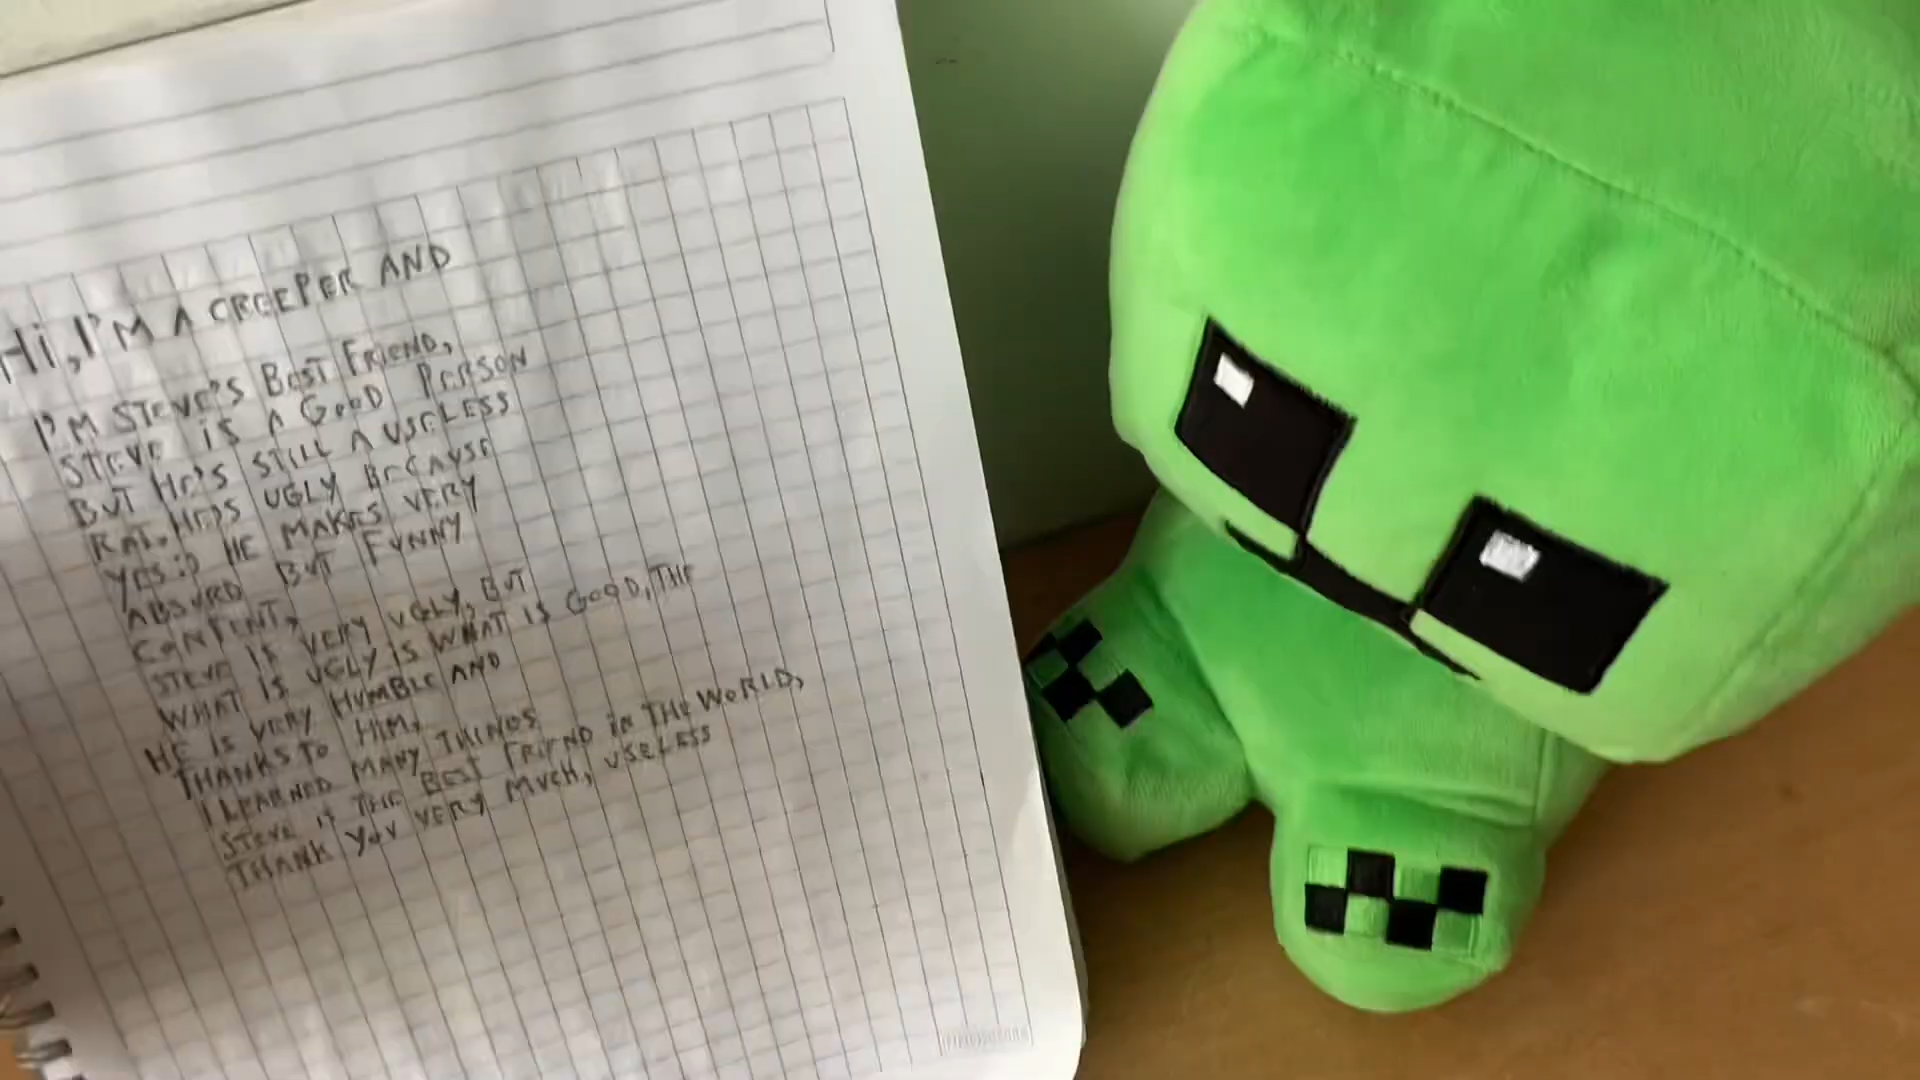 Hi, I'M A CREEPER AND
I'M STEVE'S BEST FRIEND,
STEVE iS A GOOD PERSON
BUT HE'S STILL A USELESS
RAT. HE'S UGLY BECAUSE
YES:) HE MAKES VERY
ABSURD BUT FUNNY
CONTENT,
STEVE IS VERY UGLY, BUT
WHAT IS UGLY IS WHAT IS GOOD, THE
HE IS VERY HUMBLE AND
THANKS TO HIM,
I LEARNED MANY THINGS
STEVE IS THE BEST FRIEND in THE WORLD,
THANK YOU VERY MUCH, USELESS